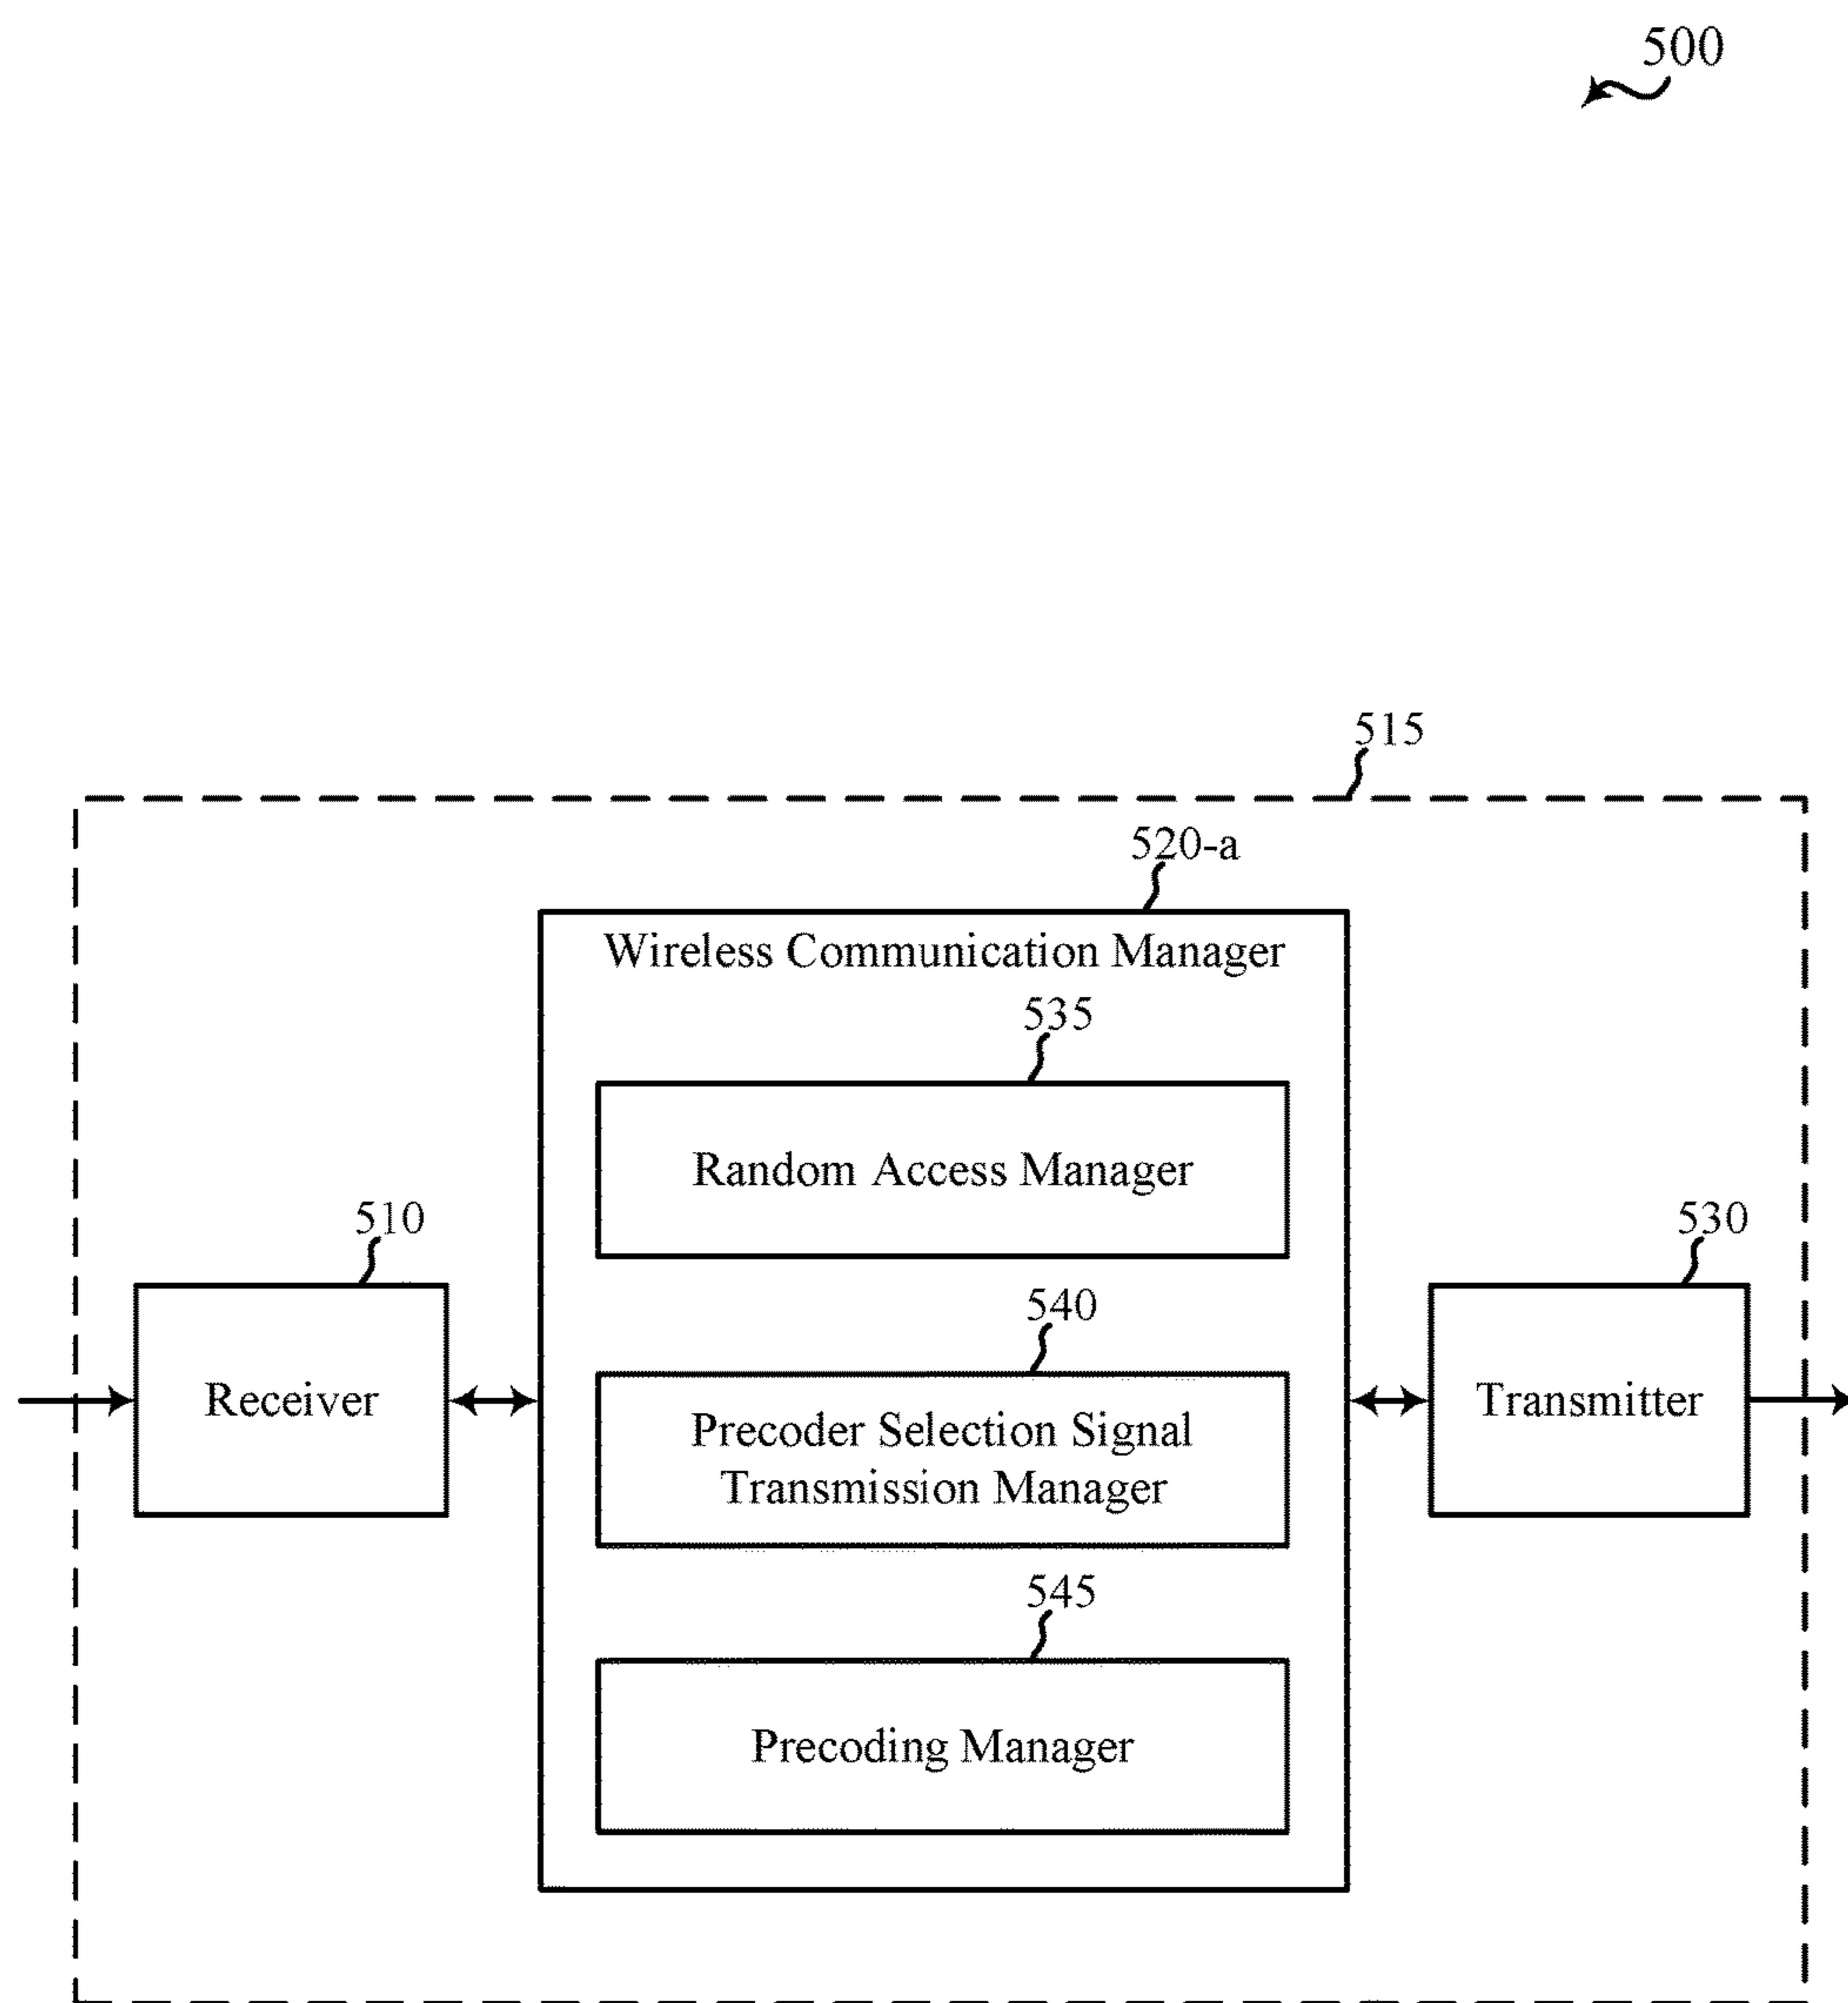 500
515
520-a
Wireless Communication Manager
535
Random Access Manager
510
530
540
Receiver
Precoder Selection Signal
Transmission Manager
Transmitter
545
Precoding Manager